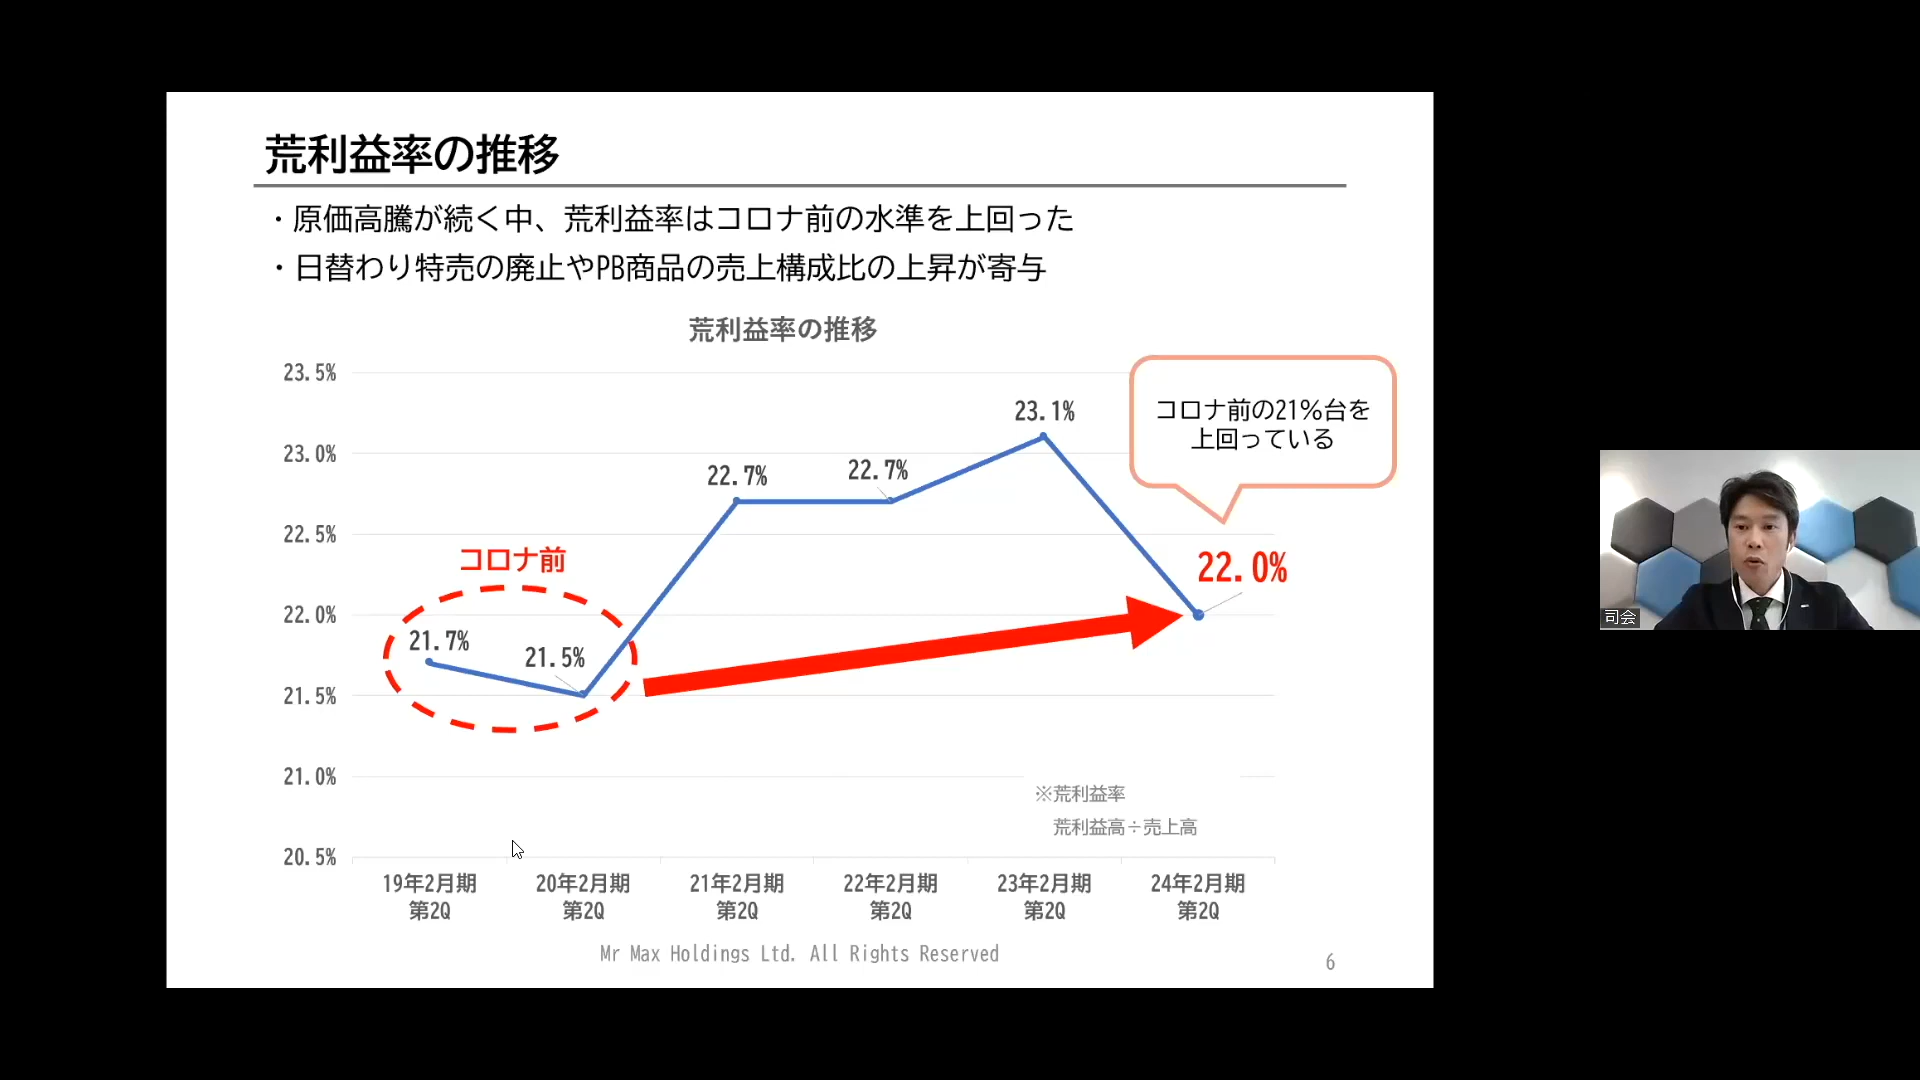 荒利益率の推移
・原価高騰が続く中、荒利益率はコロナ前の水準を上回った
・日替わり特売の廃止やPB商品の売上構成比の上昇が寄与
荒利益率の推移
23.5%
23.0%
22.5%
22.0%
21.5%
21.0%
20.5%
コロナ前
21.7%
21.5%
22.7%
22.7%
23.1%
22.0%
コロナ前の21%台を
上回っている
※荒利益率
荒利益高÷売上高
19年2月期
第2Q
20年2月期
第2Q
21年2月期
第2Q
22年2月期
第2Q
23年2月期
第2Q
24年2月期
第2Q
Mr Max Holdings Ltd. All Rights Reserved
6
司会